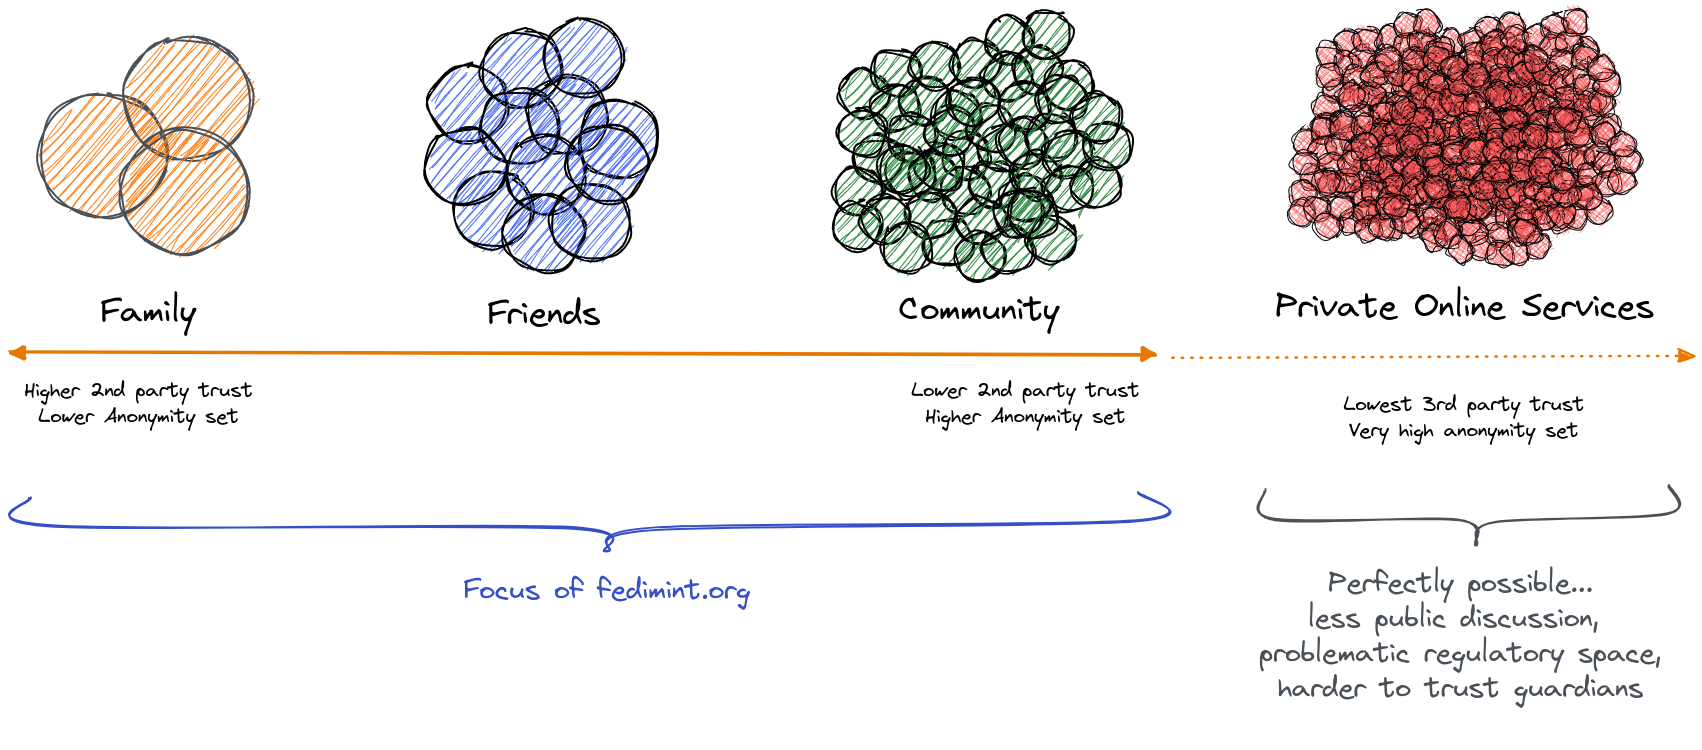 Family
Friends
Community
Private Online Services
Higher 2nd party trust
Lower Anonymity set
Lower 2nd party trust
Higher Anonymity set
Lowest 3rd party trust
Very high anonymity set
Focus of fedimint.org
Perfectly possible...
less public discussion,
problematic regulatory space,
harder to trust guardians